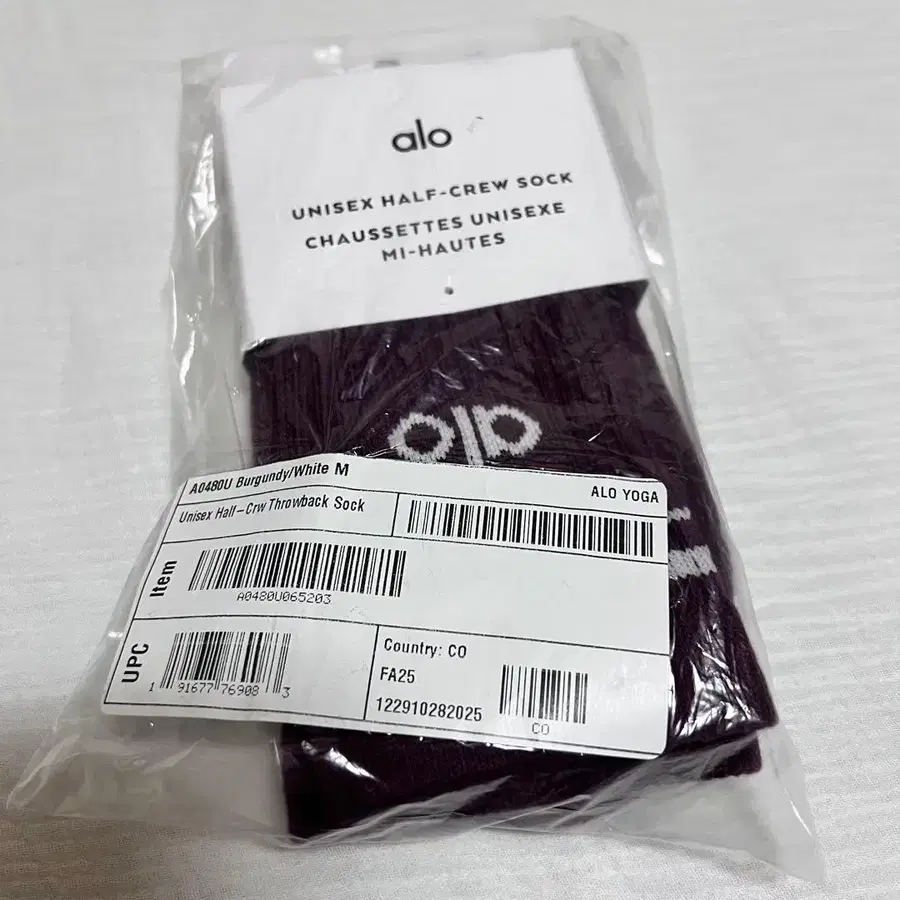 alo
UNISEX HALF-CREW SOCK
CHAUSSETTES UNISEXE
MI-HAUTES
alo
A0480U Burgundy/White M
ALO YOGA
Unisex Half-Crw Throwback Sock
Item
A0480U065203
UPC
1 91677 76908 3
Country: CO
FA25
122910282025
CO